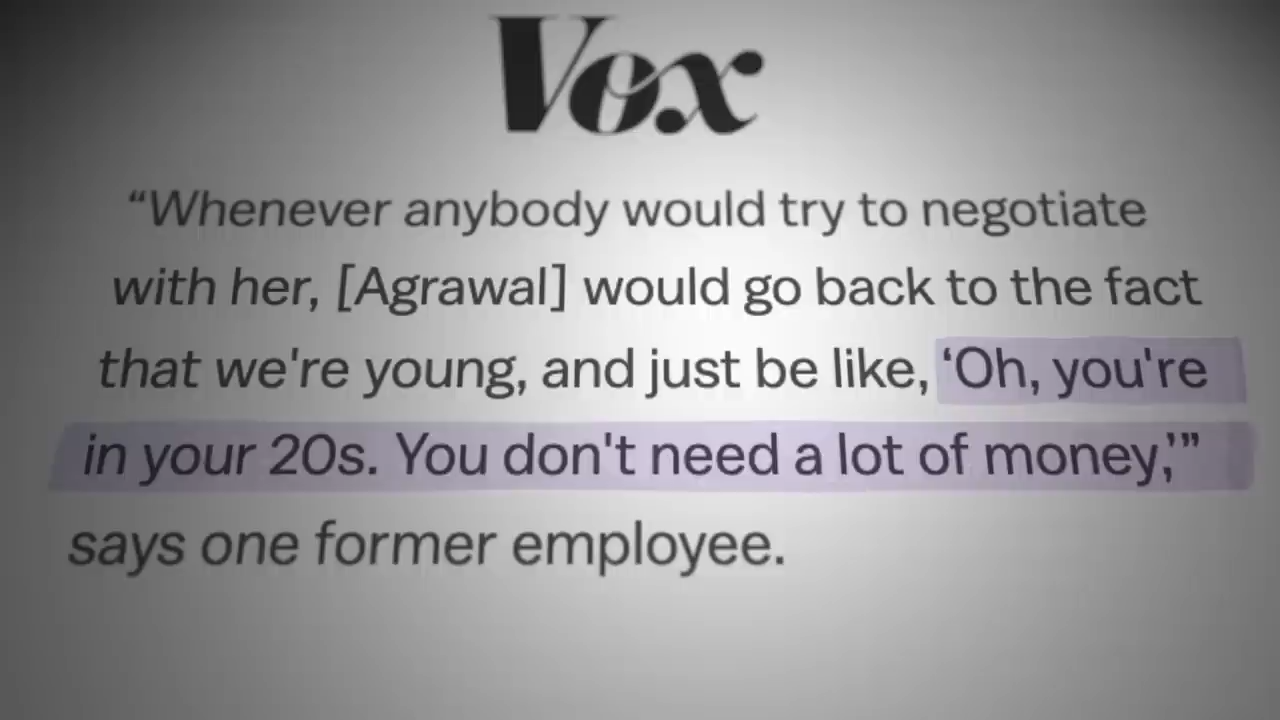 Vox
“Whenever anybody would try to negotiate
with her, [Agrawal] would go back to the fact
that we're young, and just be like, ‘Oh, you're
in your 20s. You don't need a lot of money,’”
says one former employee.